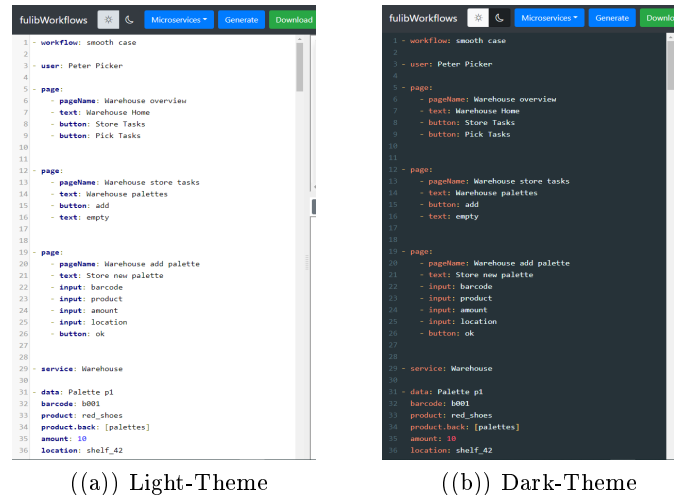 fulibWorkflows Microservices Generate Download
1 - workflow: smooth case
2
3 - user: Peter Picker
4
5 - page:
6 - pageName: Warehouse overview
7 - text: Warehouse Home
8 - button: Store Tasks
9 - button: Pick Tasks
10
11
12 - page:
13 - pageName: Warehouse store tasks
14 - text: Warehouse palettes
15 - button: add
16 - text: empty
17
18
19 - page:
20 - pageName: Warehouse add palette
21 - text: Store new palette
22 - input: barcode
23 - input: product
24 - input: amount
25 - input: location
26 - button: ok
27
28
29 - service: Warehouse
30
31 - data: Palette p1
32 barcode: b001
33 product: red_shoes
34 product.back: [palettes]
35 amount: 10
36 location: shelf_42
((a)) Light-Theme
fulibWorkflows Microservices Generate Downlo
1 - workflow: smooth case
2
3 - user: Peter Picker
4
5 - page:
6 - pageName: Warehouse overview
7 - text: Warehouse Home
8 - button: Store Tasks
9 - button: Pick Tasks
10
11
12 - page:
13 - pageName: Warehouse store tasks
14 - text: Warehouse palettes
15 - button: add
16 - text: empty
17
18
19 - page:
20 - pageName: Warehouse add palette
21 - text: Store new palette
22 - input: barcode
23 - input: product
24 - input: amount
25 - input: location
26 - button: ok
27
28
29 - service: Warehouse
30
31 - data: Palette p1
32 barcode: b001
33 product: red_shoes
34 product.back: [palettes]
35 amount: 10
36 location: shelf_42
((b)) Dark-Theme